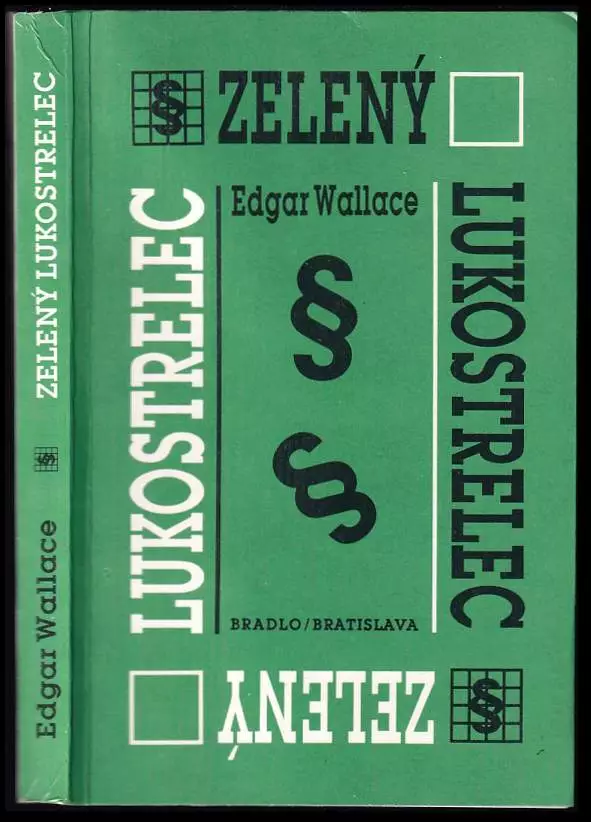 ZELENÝ LUKOSTRELEC
§
Edgar Wallace
§
ZELENÝ
LUKOSTRELEC
Edgar Wallace
LUKOSTRELEC
§
§
BRADLO/BRATISLAVA
ZELENÝ
§